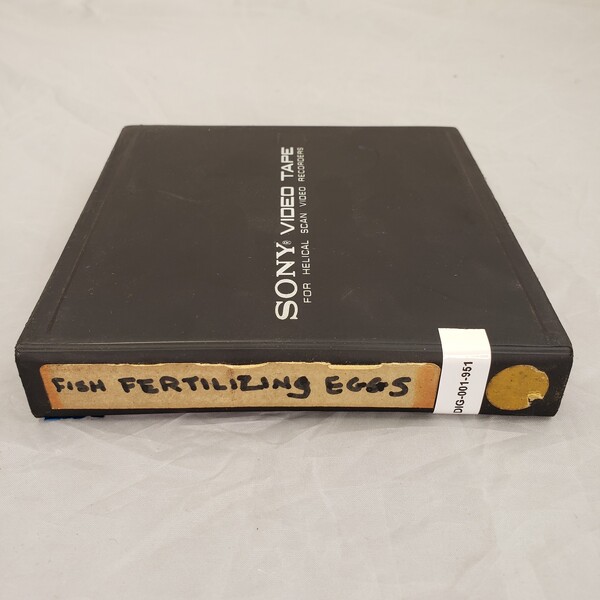 SONY® VIDEO TAPE
FOR HELICAL SCAN VIDEO RECORDERS
FISH FERTILIZINg EGGS
DIG-001-951